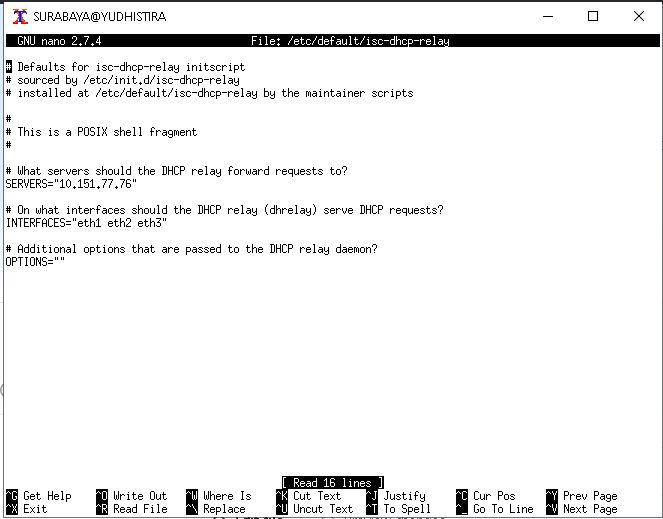 SURABAYA@YUDHISTIRA
GNU nano 2.7.4 File: /etc/default/isc-dhcp-relay
# Defaults for isc-dhcp-relay initscript
# sourced by /etc/init.d/isc-dhcp-relay
# installed at /etc/default/isc-dhcp-relay by the maintainer scripts
#
# This is a POSIX shell fragment
#
# What servers should the DHCP relay forward requests to?
SERVERS="10.151.77.76"
# On what interfaces should the DHCP relay (dhrelay) serve DHCP requests?
INTERFACES="eth1 eth2 eth3"
# Additional options that are passed to the DHCP relay daemon?
OPTIONS=""
[ Read 16 lines ]
^G Get Help ^O Write Out ^W Where Is ^K Cut Text ^J Justify ^C Cur Pos ^Y Prev Page
^X Exit ^R Read File ^\ Replace ^U Uncut Text ^T To Spell ^_ Go To Line ^V Next Page